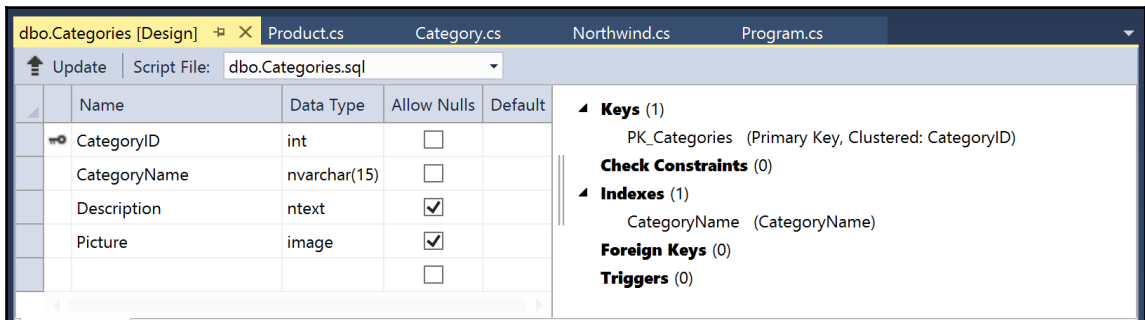 dbo.Categories [Design] Product.cs Category.cs Northwind.cs Program.cs
Update Script File: dbo.Categories.sql
Name Data Type Allow Nulls Default
CategoryID int
CategoryName nvarchar(15)
Description ntext
Picture image
Keys (1)
PK_Categories (Primary Key, Clustered: CategoryID)
Check Constraints (0)
Indexes (1)
CategoryName (CategoryName)
Foreign Keys (0)
Triggers (0)